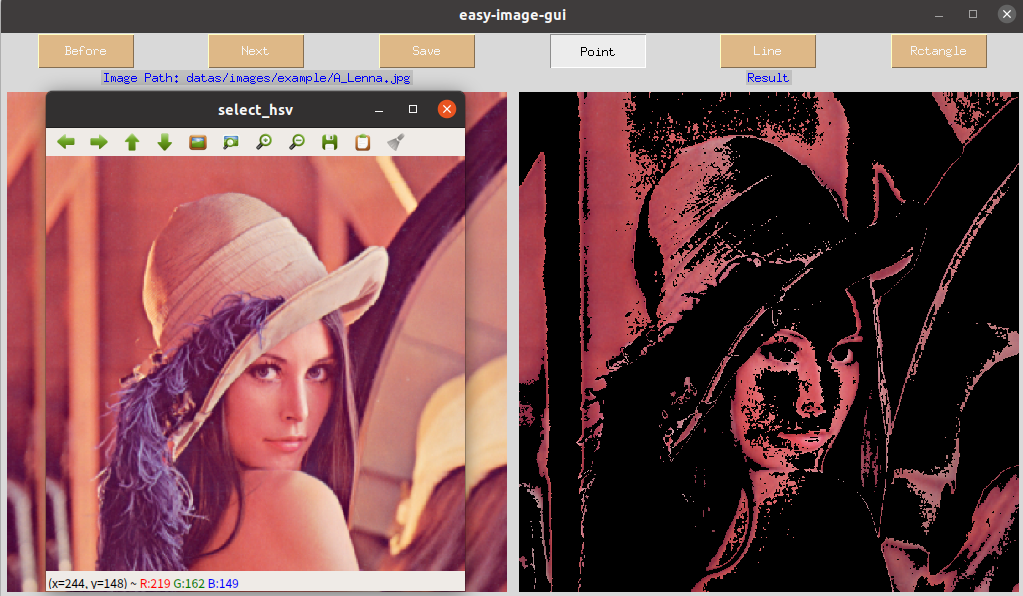 easy-image-gui
Before Next Save Point Line Rctangle
Image Path: datas/images/example/A_Lenna.jpg
Result
select_hsv
(x=244, y=148) ~ R:219 G:162 B:149